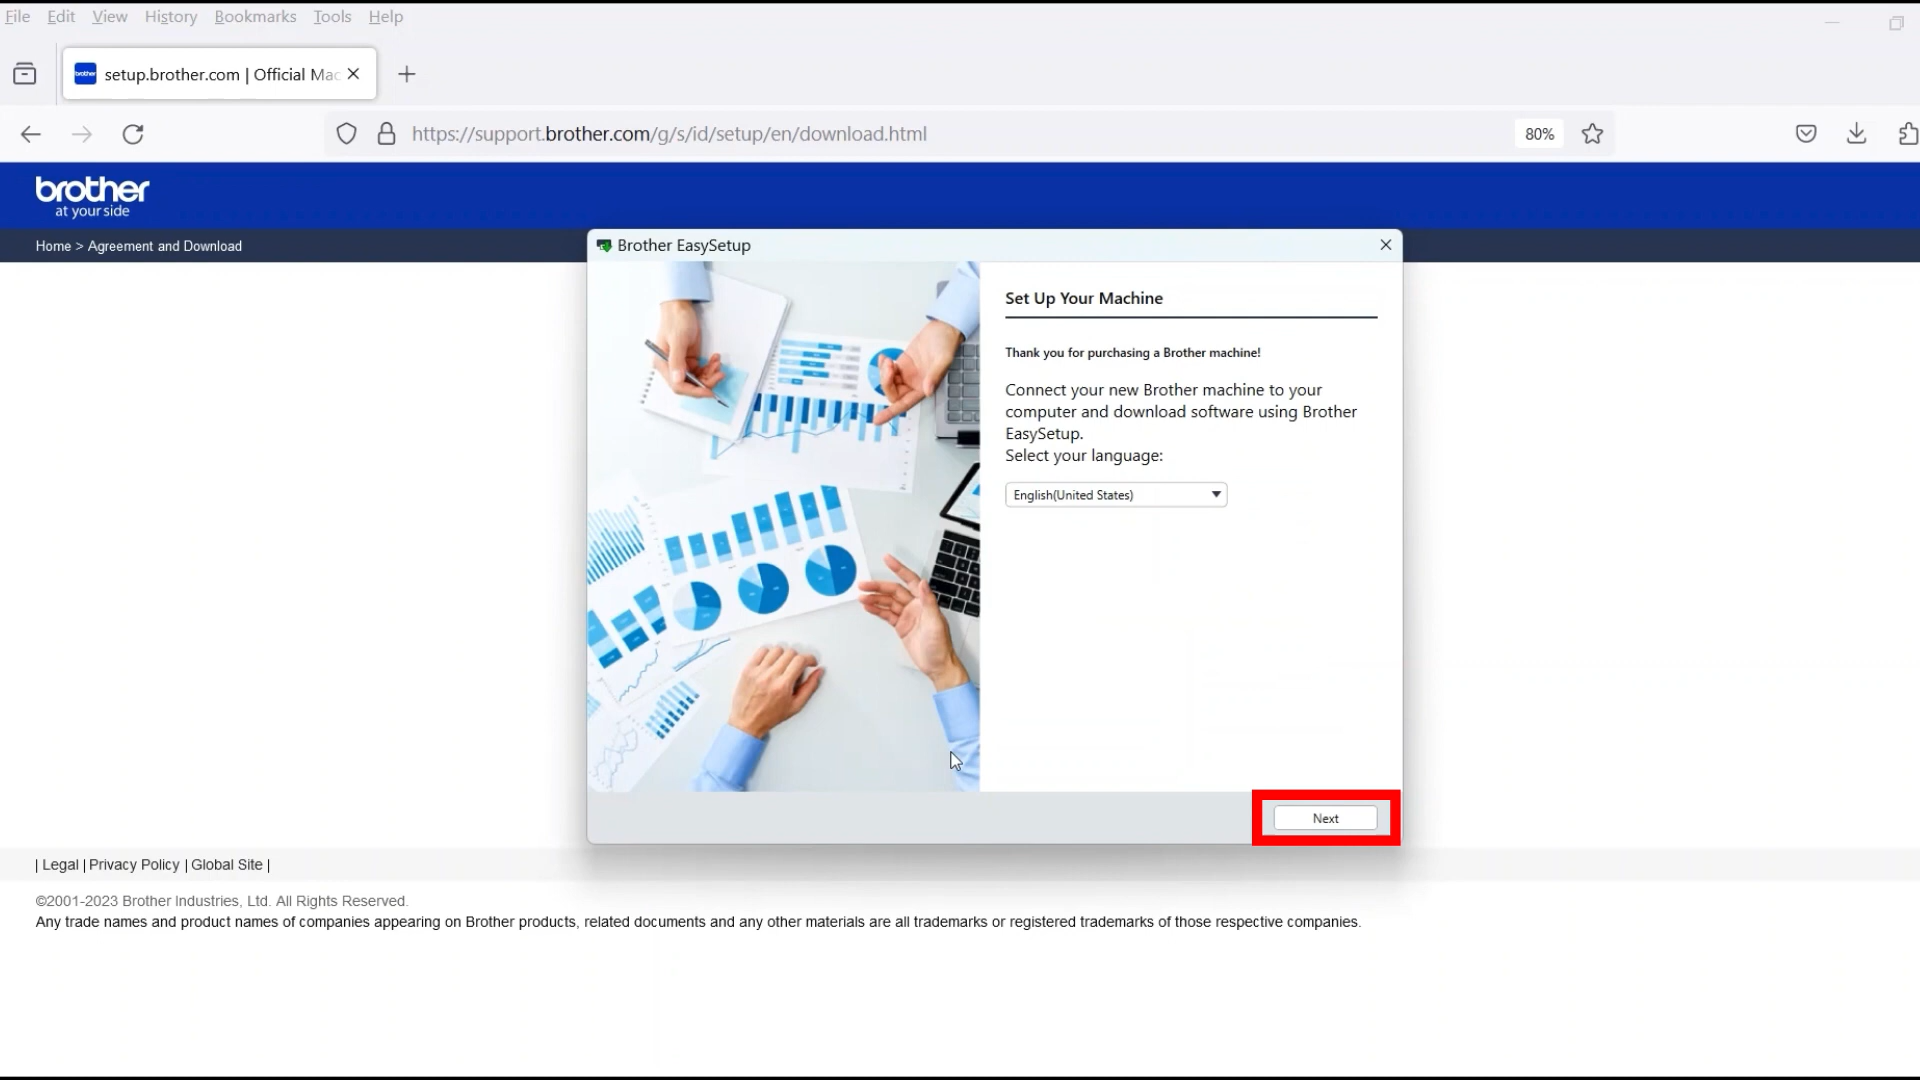 File Edit View History Bookmarks Tools Help
brother setup.brother.com | Official Mac
https://support.brother.com/g/s/id/setup/en/download.html 80%
brother
at your side
Home > Agreement and Download
Brother EasySetup
Set Up Your Machine
Thank you for purchasing a Brother machine!
Connect your new Brother machine to your
computer and download software using Brother
EasySetup.
Select your language:
English(United States)
Next
| Legal | Privacy Policy | Global Site |
©2001-2023 Brother Industries, Ltd. All Rights Reserved.
Any trade names and product names of companies appearing on Brother products, related documents and any other materials are all trademarks or registered trademarks of those respective companies.